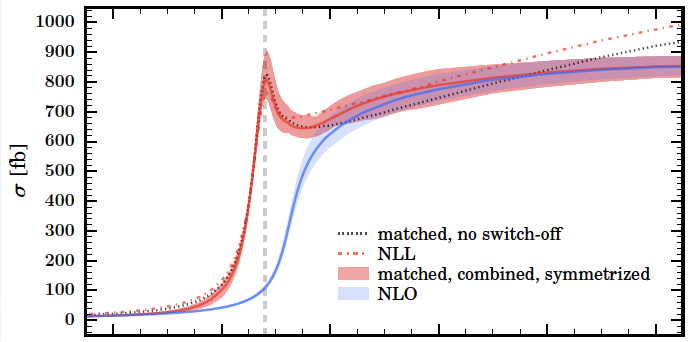 1000
900
800
700
600
500
400
300
200
100
0
σ [fb]
matched, no switch-off
NLL
matched, combined, symmetrized
NLO